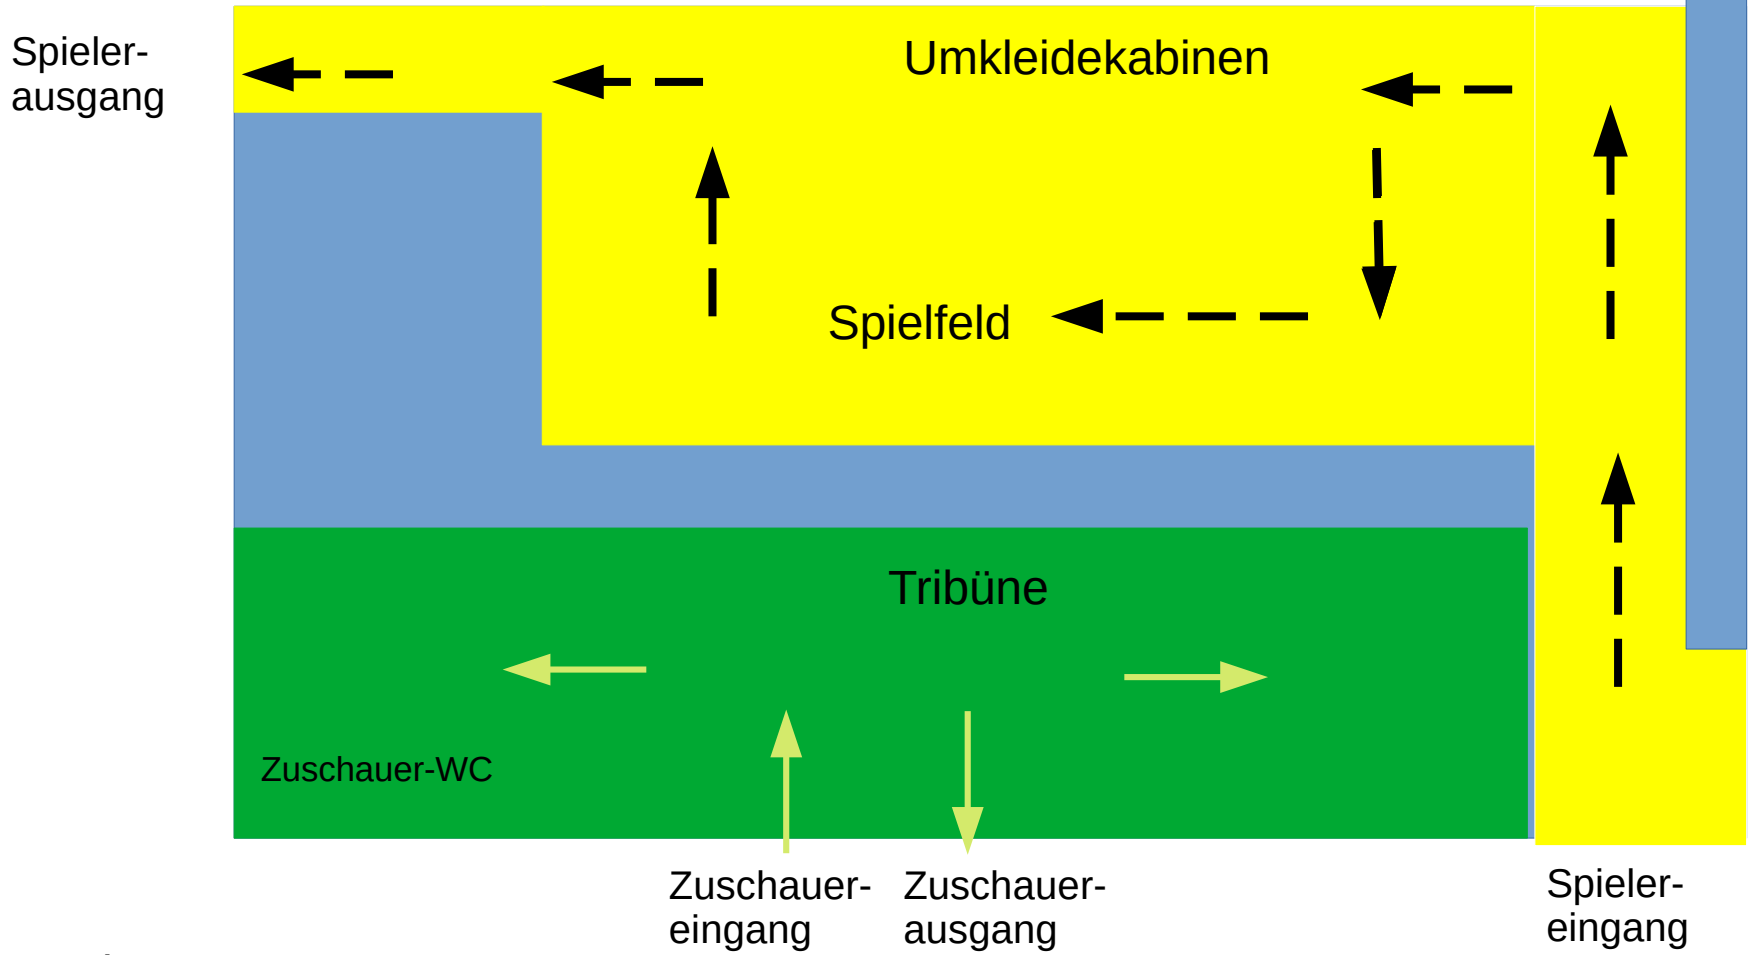 Spieler-
ausgang
Umkleidekabinen
Spielfeld
Tribüne
Zuschauer-WC
Zuschauer-
eingang
Zuschauer-
ausgang
Spieler-
eingang